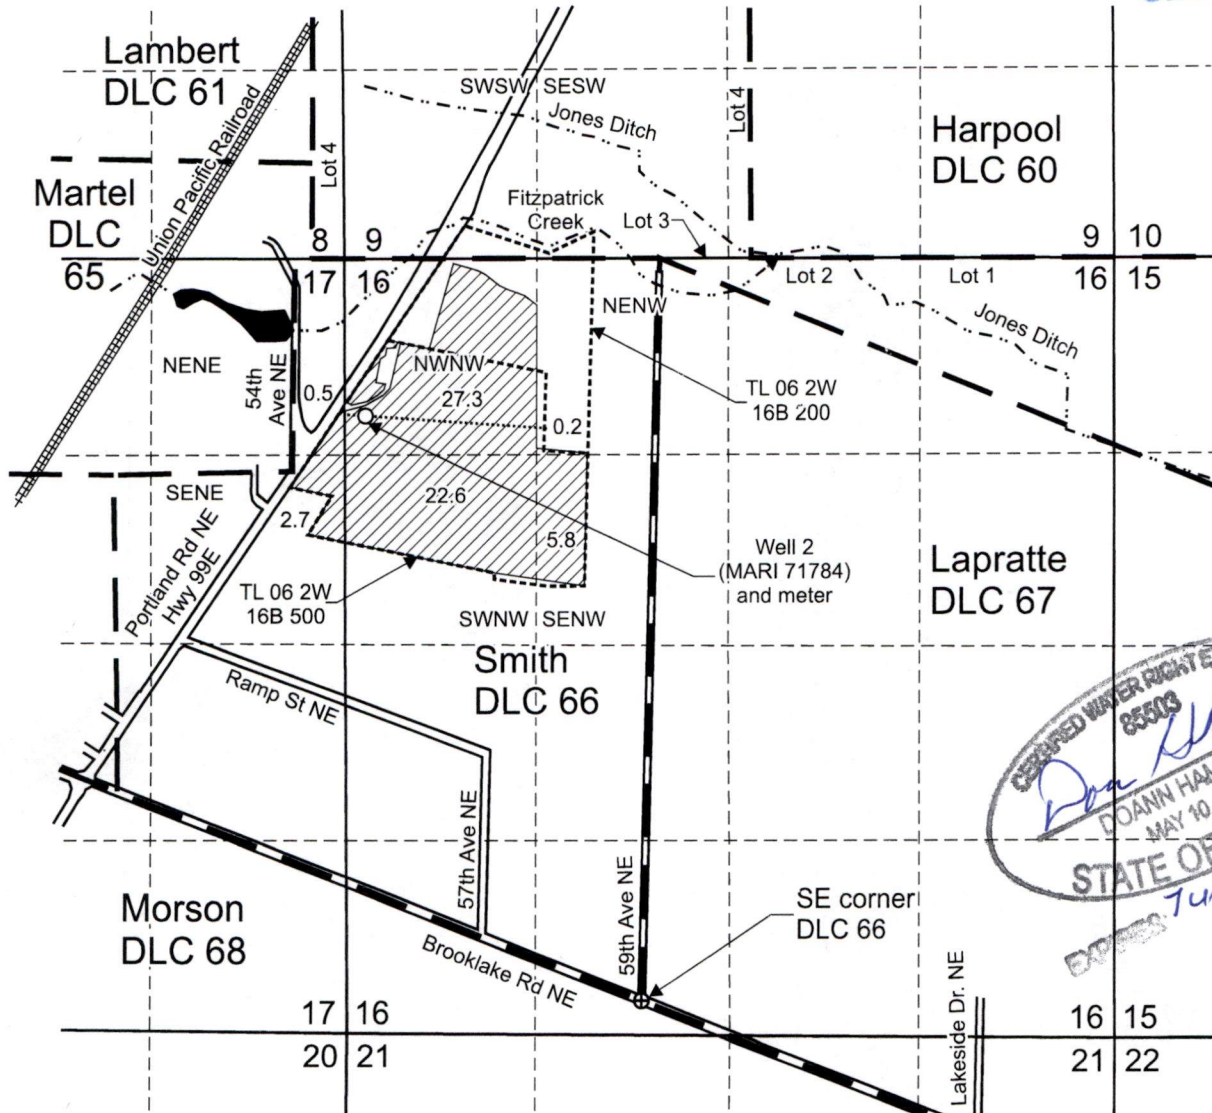 Lambert
DLC 61
SWSW
SESW
Jones Ditch
Lot 4
Harpool
DLC 60
Union Pacific Railroad
Lot 4
Martel
DLC
65
Fitzpatrick
Creek
Lot 3
8 9
17 16
9 10
16 15
Lot 2
Lot 1
NENW
Jones Ditch
NENE
54th
Ave NE
0.5
NWNW
27.3
0.2
TL 06 2W
16B 200
SENE
2.7
22.6
5.8
Well 2
(MARI 71784)
and meter
Lapratte
DLC 67
Portland Rd NE
Hwy 99E
TL 06 2W
16B 500
SWNW
SENW
Smith
DLC 66
Ramp St NE
CERTIFIED WATER RIGHT
85503
DOANN HAM
MAY 10
STATE OF
EXPIRES
57th Ave NE
59th Ave NE
SE corner
DLC 66
Morson
DLC 68
Brooklake Rd NE
Lakeside Dr. NE
17 16
20 21
16 15
21 22